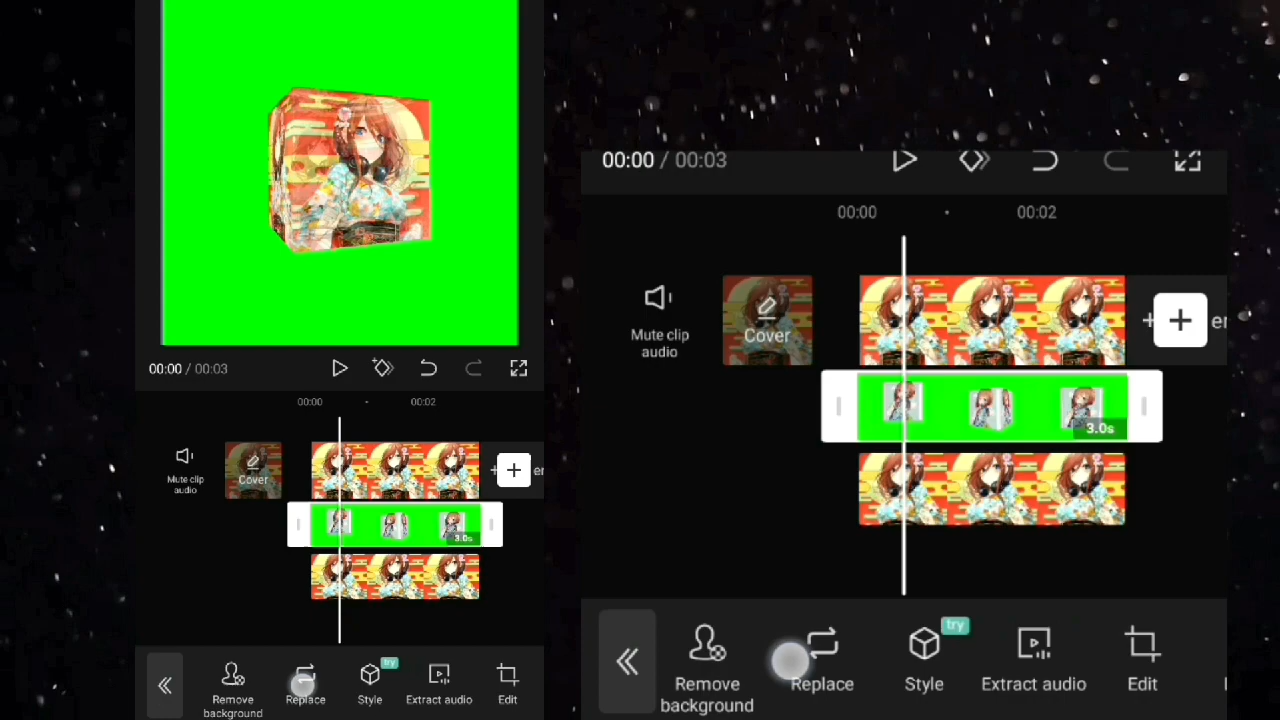 00:00 / 00:03
00:00
02:02
Mute clip
audio
Cover
3.0s
try
Remove
background
Replace
Style
Extract audio
Edit
00:00 / 00:03
00:00
00:02
Mute clip
audio
Cover
er
3.0s
try
Remove
background
Replace
Style
Extract audio
Edit